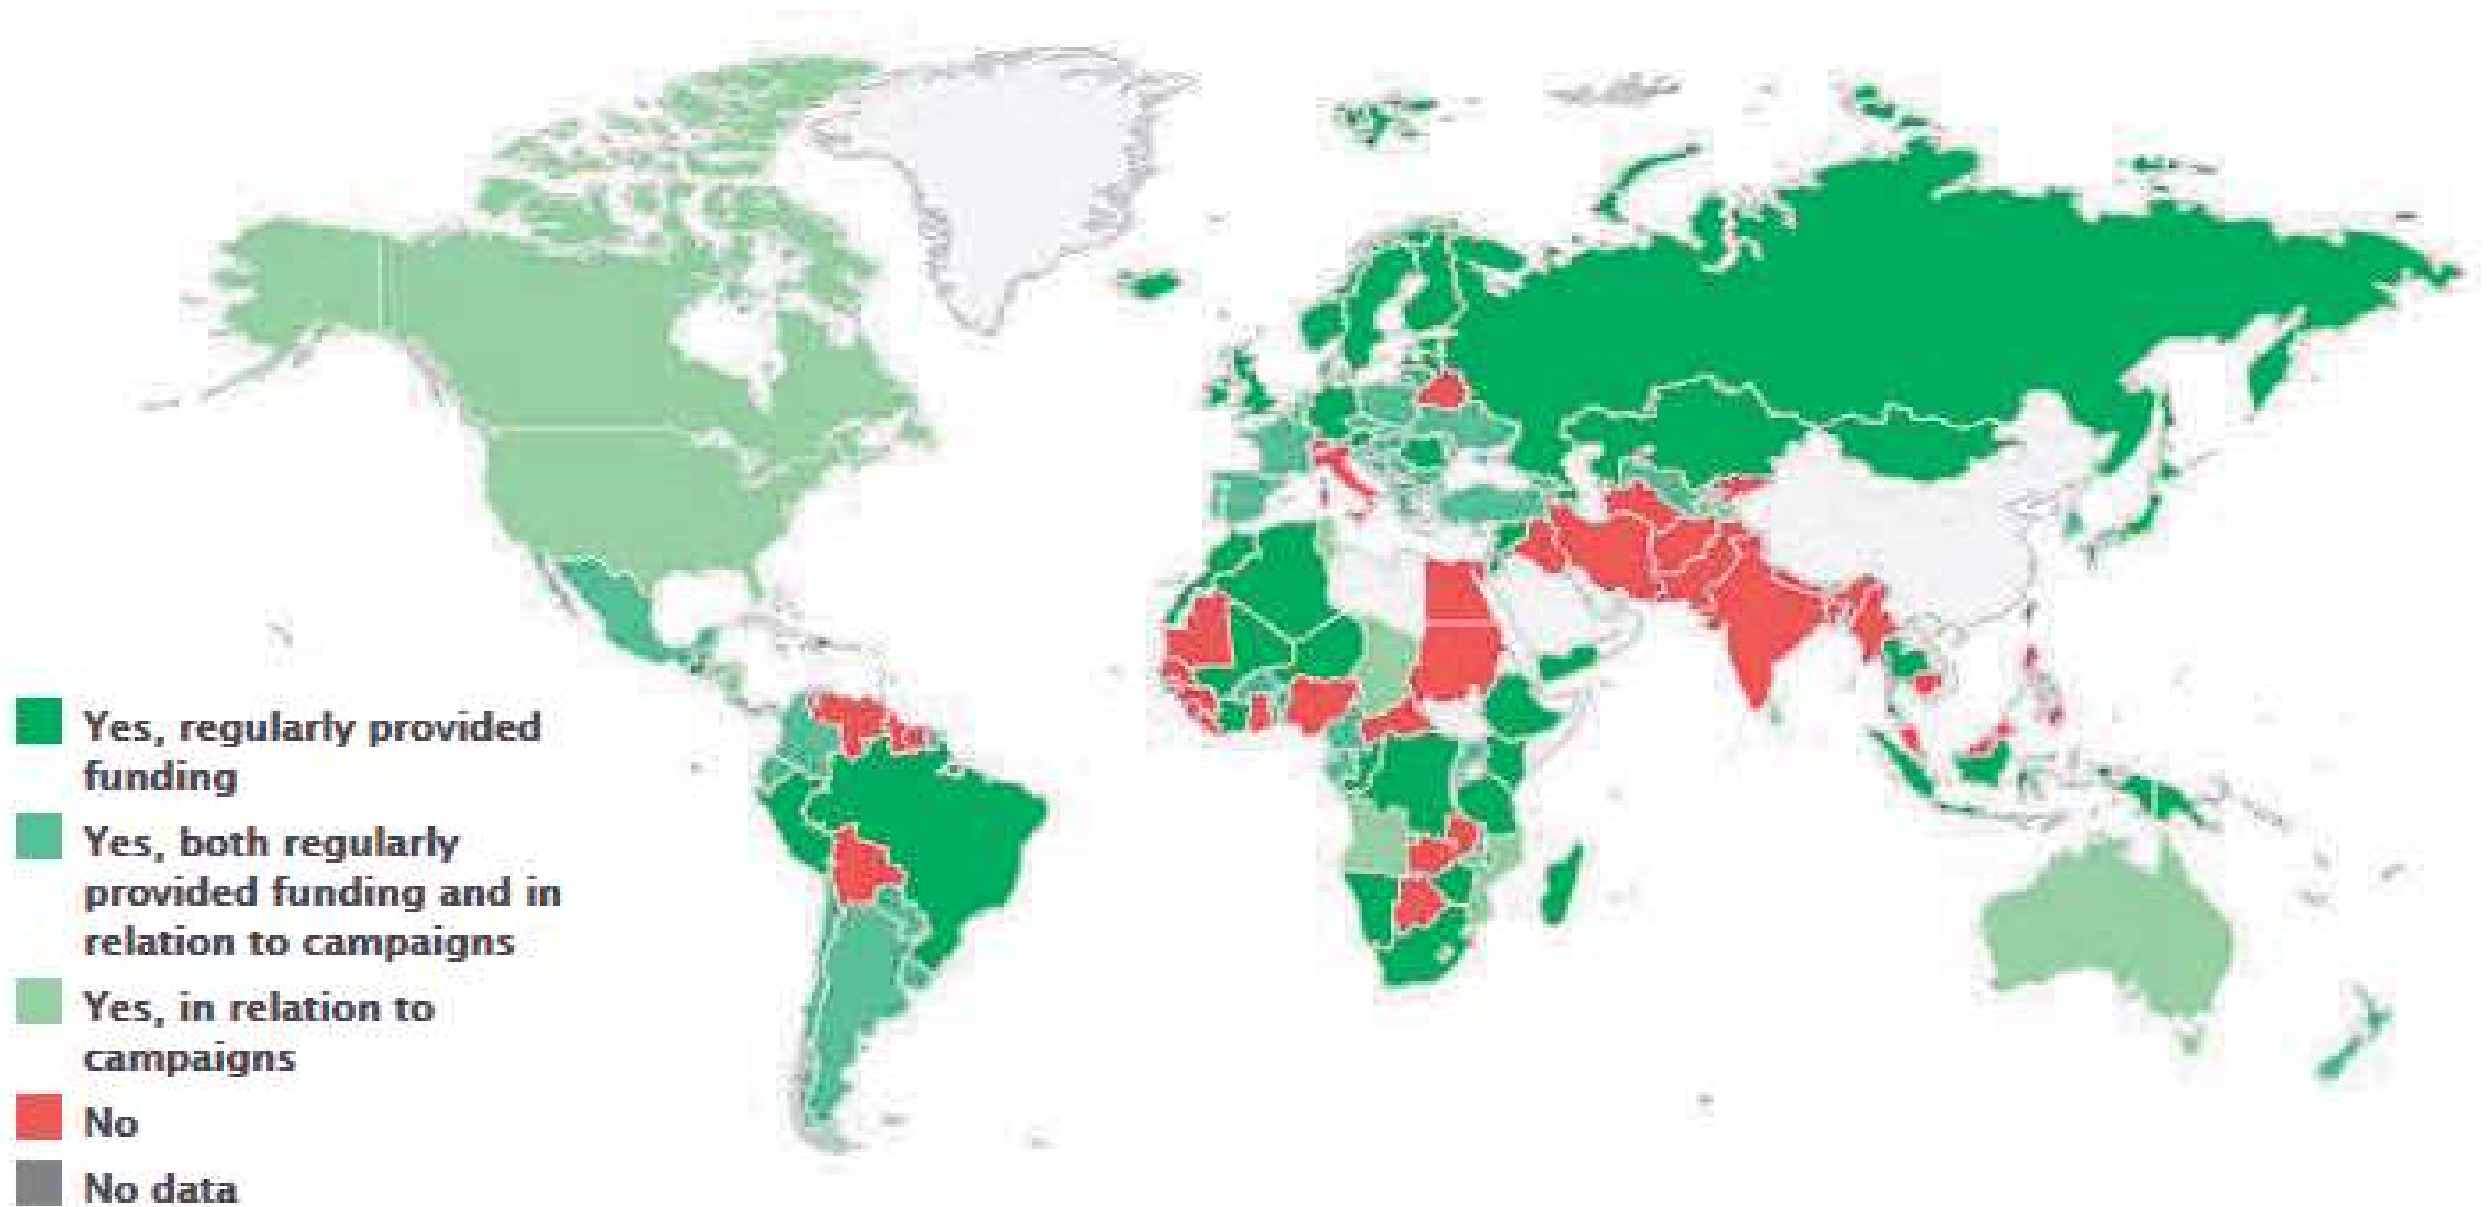 Yes, regularly provided
funding
Yes, both regularly
provided funding and in
relation to campaigns
Yes, in relation to
campaigns
No
No data